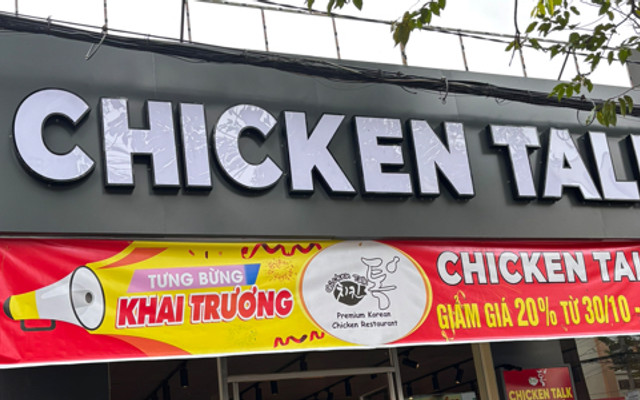 CHICKEN TALK
TƯNG BỪNG
KHAI TRƯƠNG
Premium Korean
Chicken Restaurant
CHICKEN TA
GIẢM GIÁ 20% TỪ 30/10 -
CHICKEN TALK